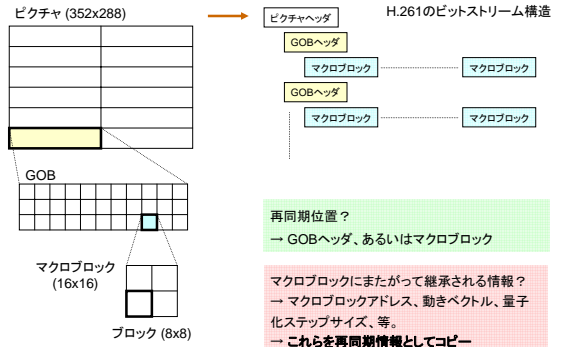 ピクチャ (352x288)
H.261のビットストリーム構造
ピクチャヘッダ
GOBヘッダ
マクロブロック
マクロブロック
GOBヘッダ
マクロブロック
マクロブロック
GOB
マクロブロック
(16x16)
ブロック (8x8)
再同期位置？
→ GOBヘッダ、あるいはマクロブロック
マクロブロックにまたがって継承される情報？
→ マクロブロックアドレス、動きベクトル、量子
化ステップサイズ、等。
→ これらを再同期情報としてコピー